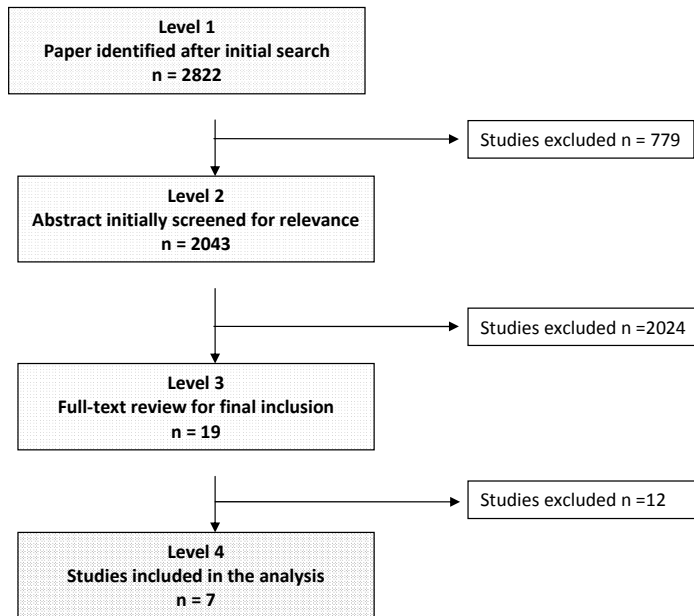 Level 1
Paper identified after initial search
n = 2822
Studies excluded n = 779
Level 2
Abstract initially screened for relevance
n = 2043
Studies excluded n =2024
Level 3
Full-text review for final inclusion
n = 19
Studies excluded n =12
Level 4
Studies included in the analysis
n = 7